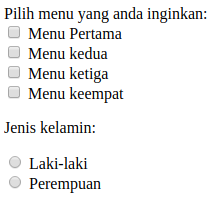 Pilih menu yang anda inginkan:
Menu Pertama
Menu kedua
Menu ketiga
Menu keempat
Jenis kelamin:
Laki-laki
Perempuan